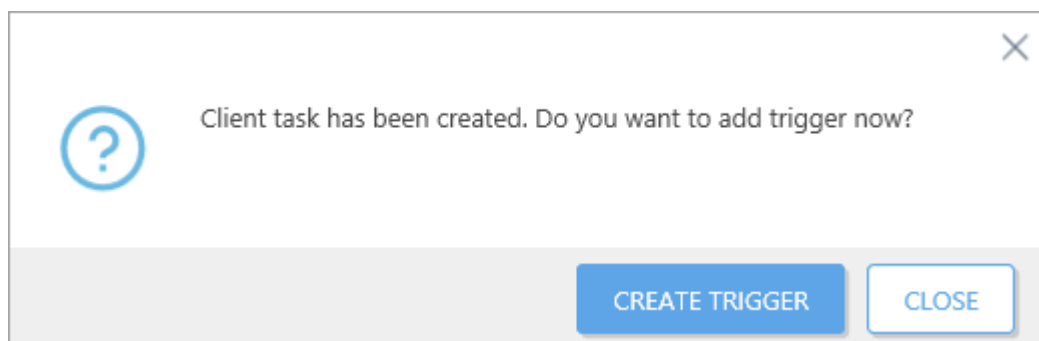 Client task has been created. Do you want to add trigger now?
CREATE TRIGGER
CLOSE